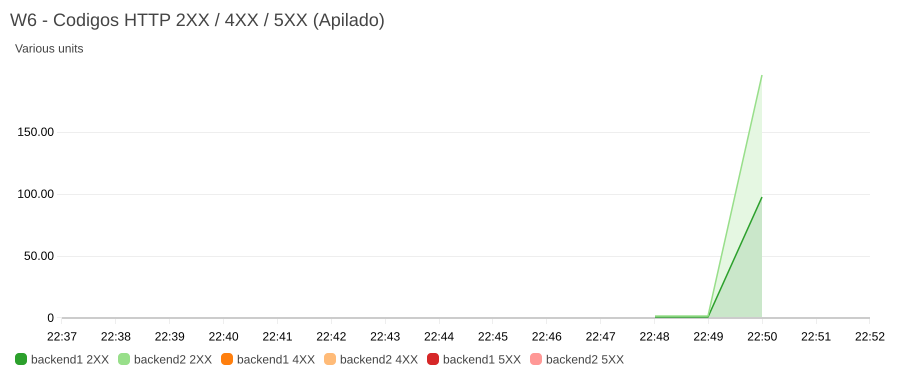 W6 - Codigos HTTP 2XX / 4XX / 5XX (Apilado)
Various units
150.00
100.00
50.00
0
22:37 22:38 22:39 22:40 22:41 22:42 22:43 22:44 22:45 22:46 22:47 22:48 22:49 22:50 22:51 22:52
backend1 2XX backend2 2XX backend1 4XX backend2 4XX backend1 5XX backend2 5XX